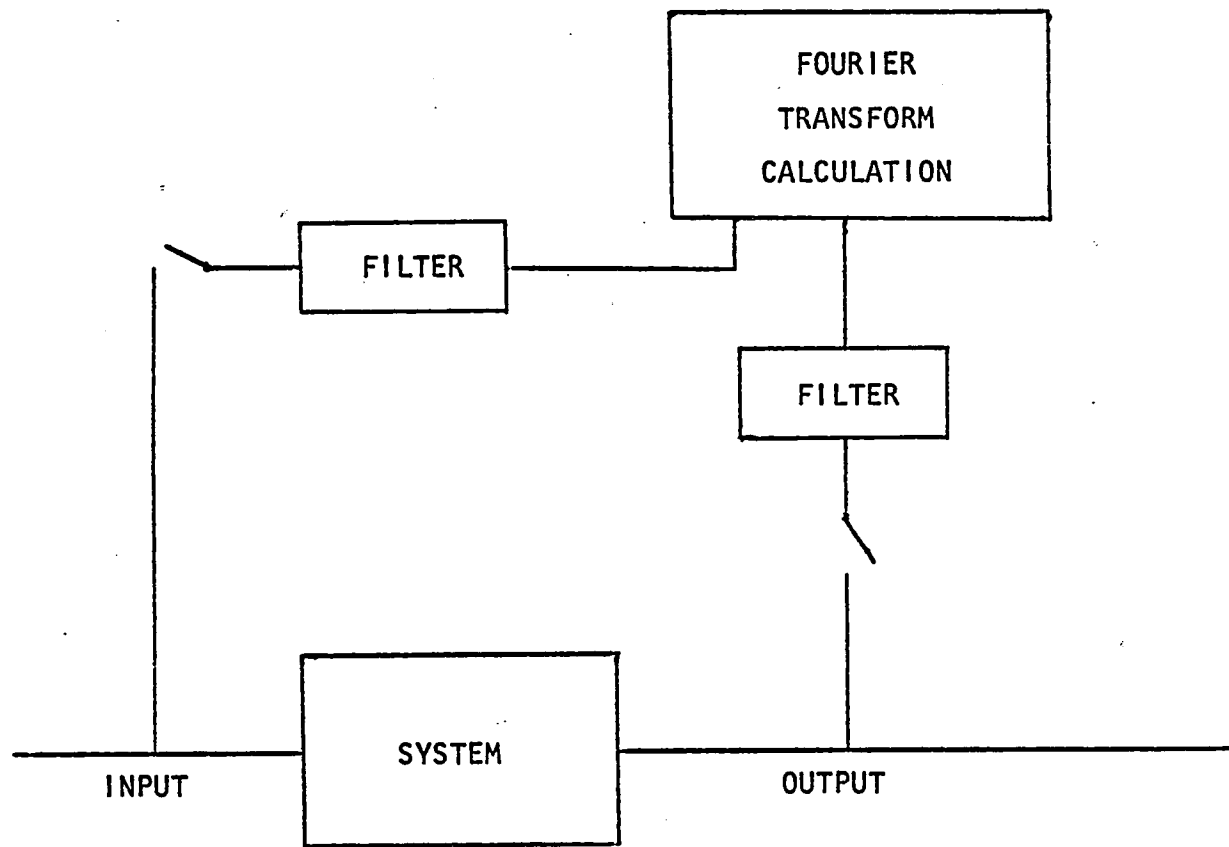 FOURIER
TRANSFORM
CALCULATION
FILTER
FILTER
SYSTEM
INPUT
OUTPUT